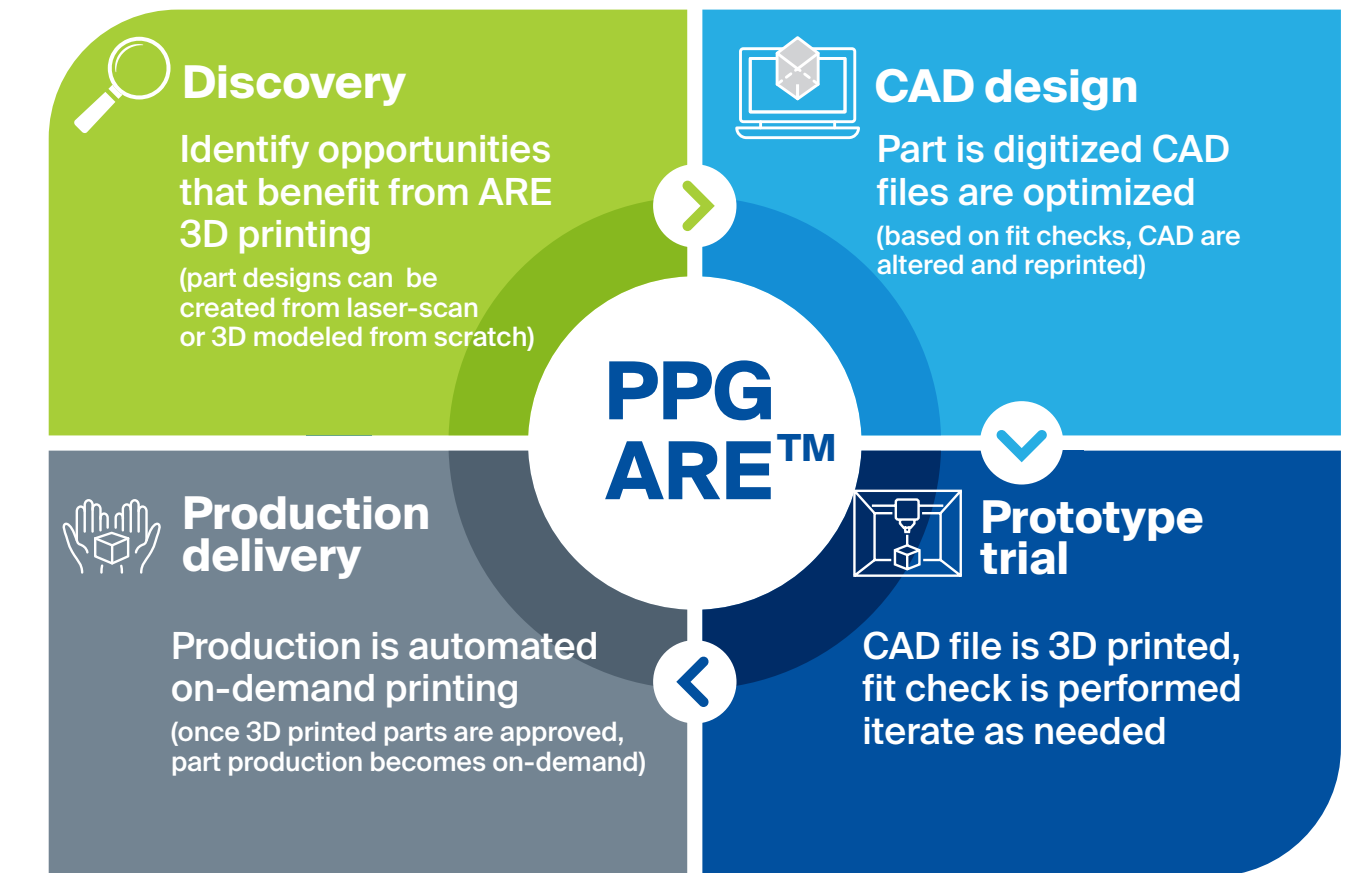 Discovery
Identify opportunities
that benefit from ARE
3D printing
(part designs can be
created from laser-scan
or 3D modeled from scratch)
CAD design
Part is digitized CAD
files are optimized
(based on fit checks, CAD are
altered and reprinted)
PPG
ARE™
Production
delivery
Production is automated
on-demand printing
(once 3D printed parts are approved,
part production becomes on-demand)
Prototype
trial
CAD file is 3D printed,
fit check is performed
iterate as needed